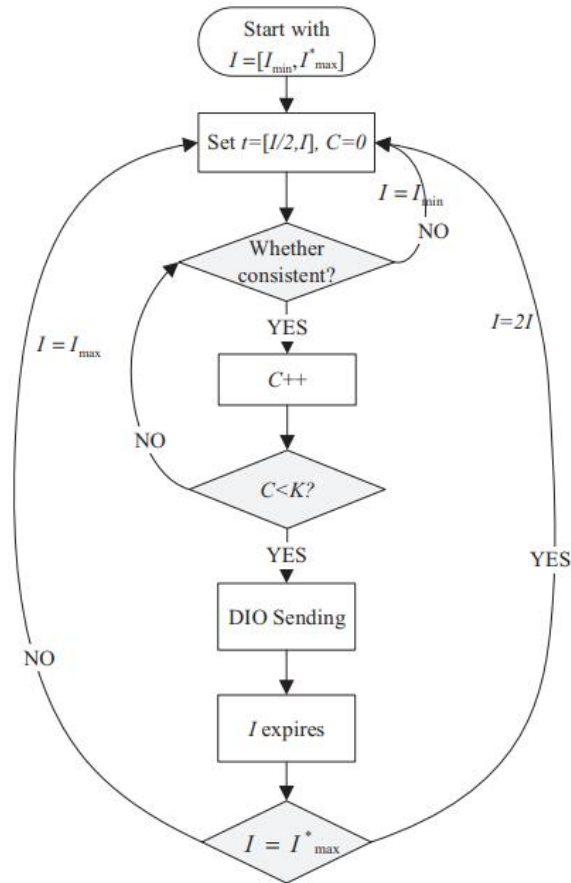 Start with
I=[I_min, I*_max]
Set t=[I/2,I], C=0
I = I_min
NO
Whether
consistent?
I = I_max
I=2I
YES
C++
NO
C<K?
YES
YES
DIO Sending
NO
I expires
I = I*_max